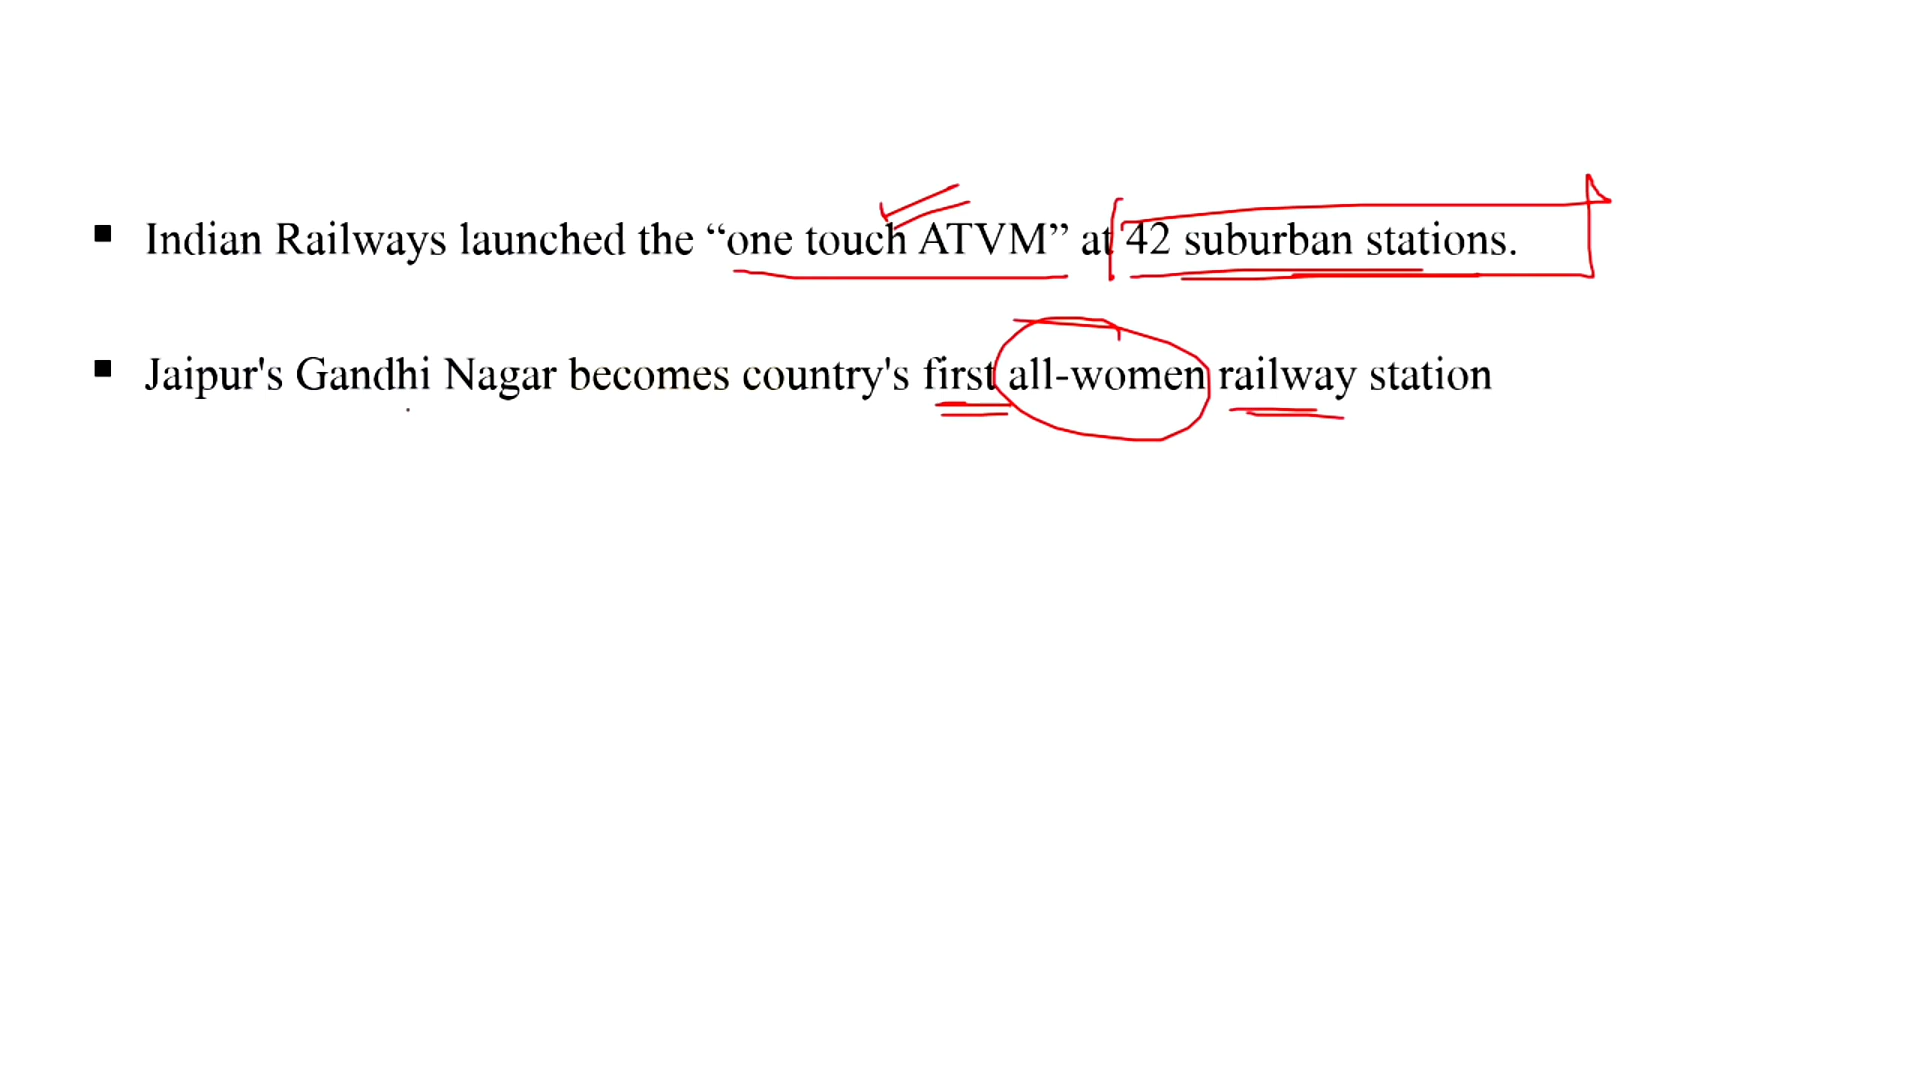 ▪ Indian Railways launched the “one touch ATVM” at 42 suburban stations.
▪ Jaipur's Gandhi Nagar becomes country's first all-women railway station